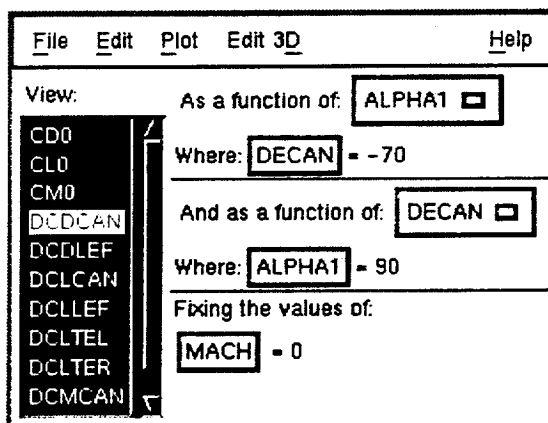 File Edit Plot Edit 3D Help
View:
CD0
CL0
CM0
DCDCAN
DCDLEF
DCLCAN
DCLLEF
DCLTEL
DCLTER
DCMCAN
As a function of: ALPHA1
Where: DECAN = -70
And as a function of: DECAN
Where: ALPHA1 = 90
Fixing the values of:
MACH = 0